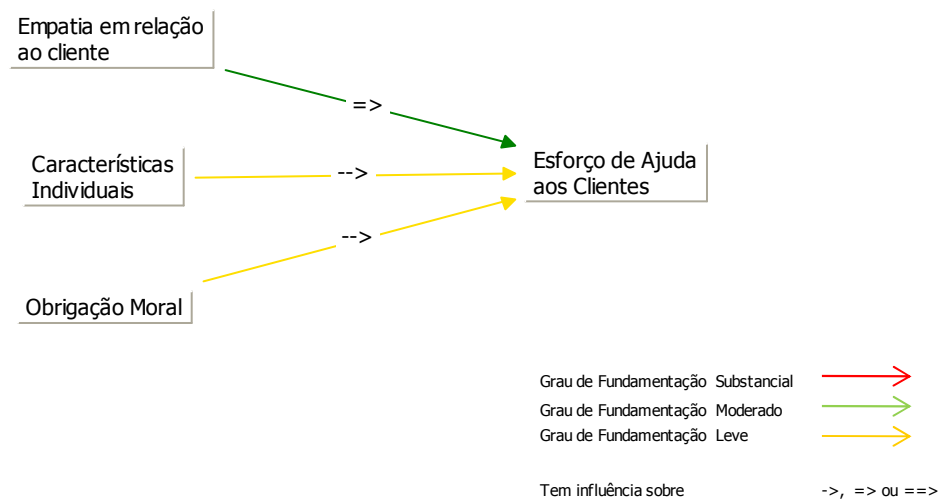 Empatia em relação
ao cliente
=>
Características
Individuais
-->
Esforço de Ajuda
aos Clientes
-->
Obrigação Moral
Grau de Fundamentação Substancial
Grau de Fundamentação Moderado
Grau de Fundamentação Leve
Tem influência sobre ->, => ou ==>